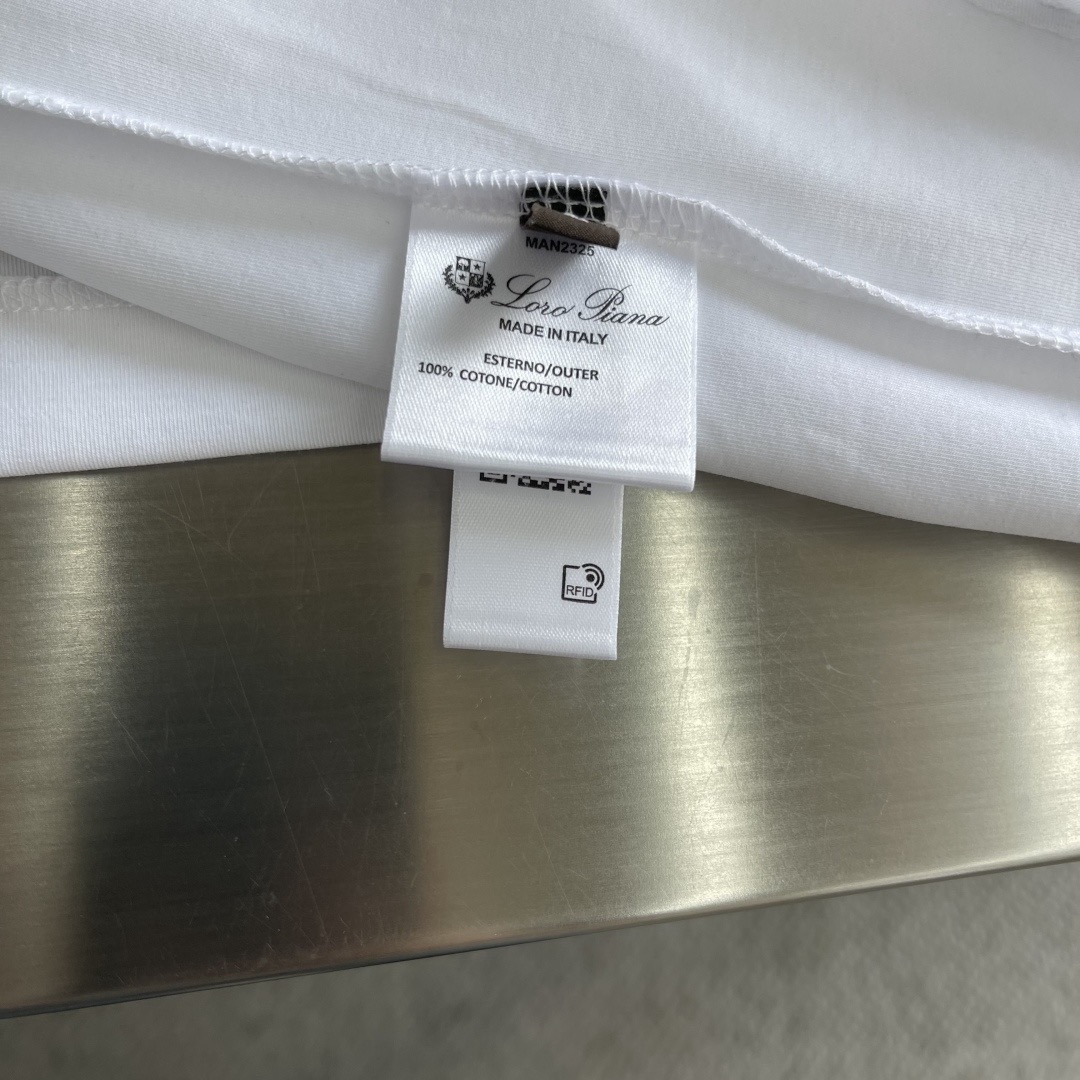 MAN2325
Loro Piana
MADE IN ITALY
ESTERNO/OUTER
100% COTONE/COTTON
RFID